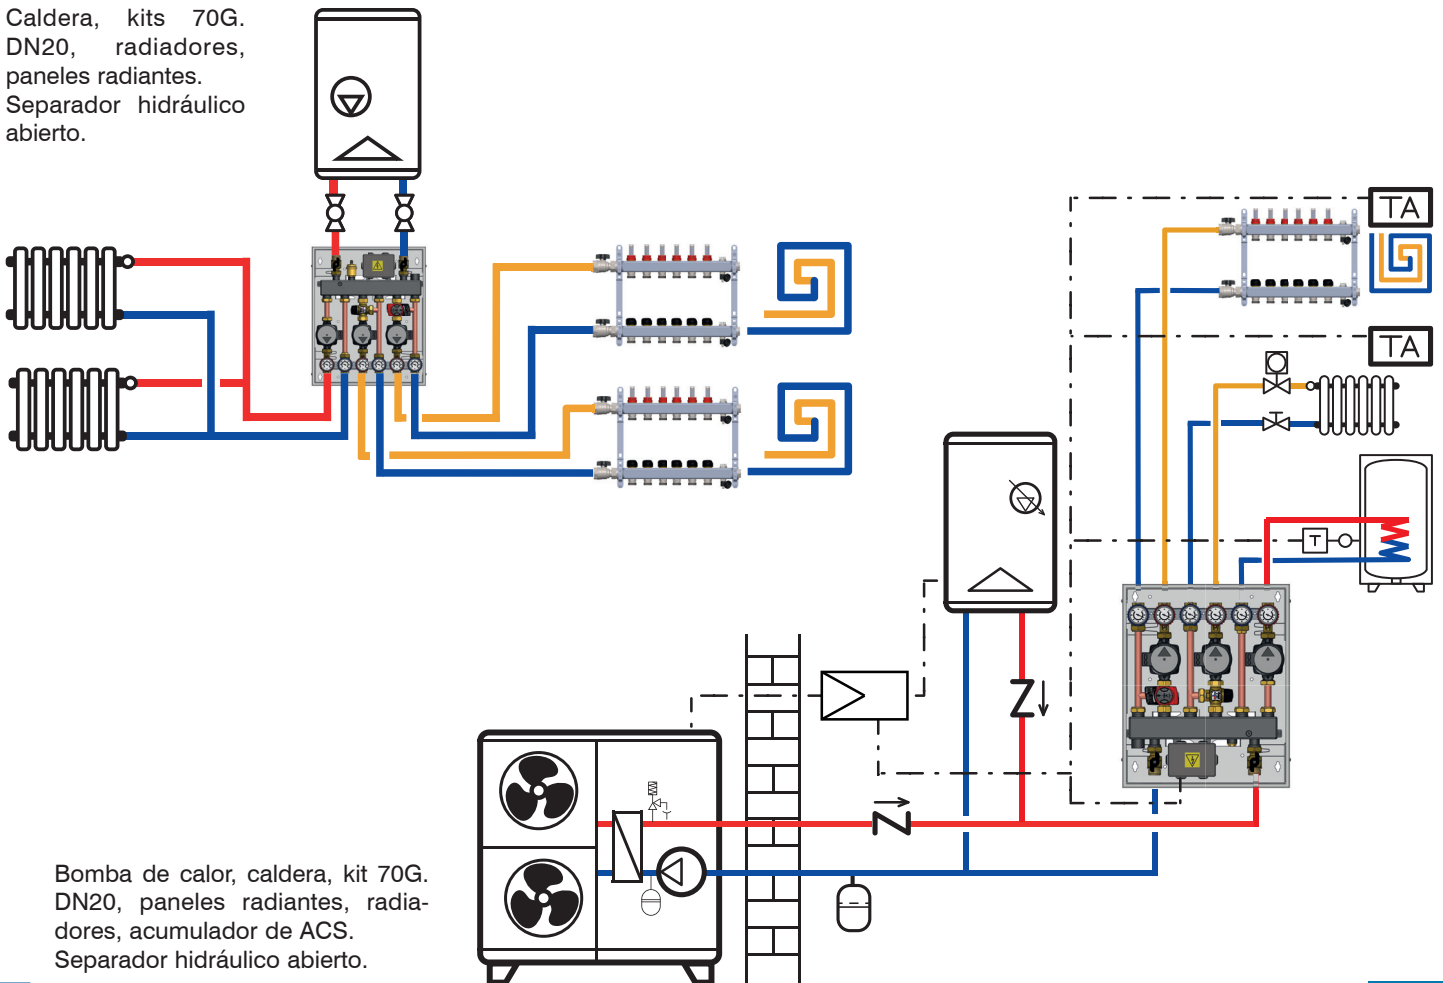 Caldera, kits 70G.
DN20, radiadores,
paneles radiantes.
Separador hidráulico
abierto.
TA
TA
T
Bomba de calor, caldera, kit 70G.
DN20, paneles radiantes, radia-
dores, acumulador de ACS.
Separador hidráulico abierto.